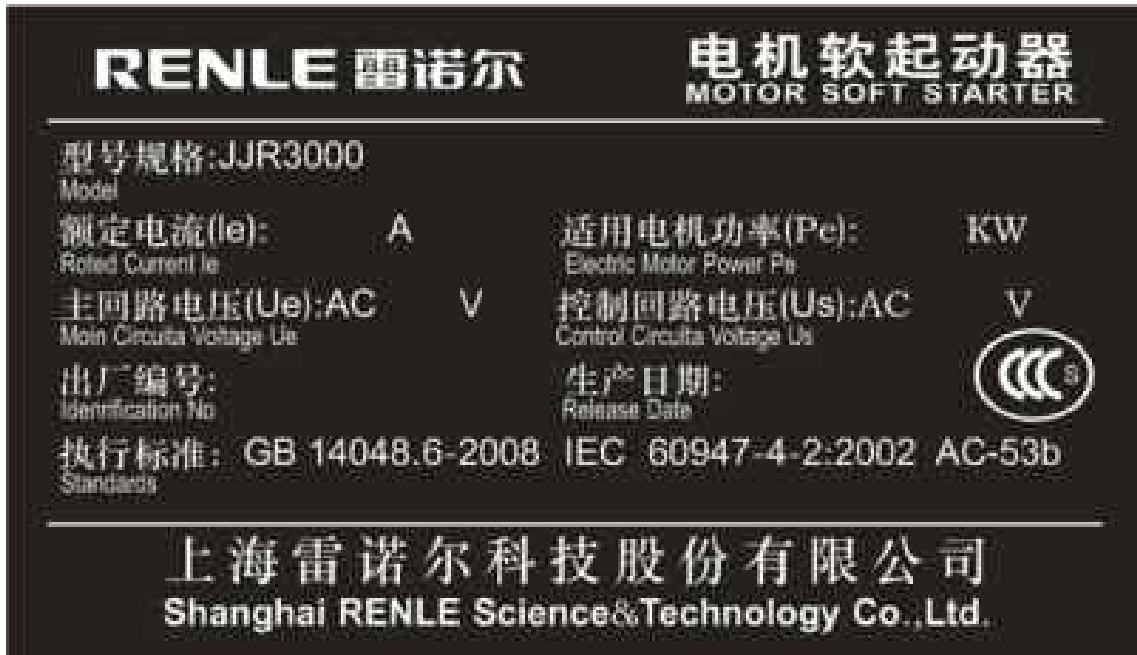 RENLE 雷诺尔
电机软起动器
MOTOR SOFT STARTER
型号规格:JJR3000
Model
额定电流(Ie): A
Roted Current Ie
适用电机功率(Pe): KW
Electric Motor Power Pe
主回路电压(Ue):AC V
Moin Circuita Voltage Ue
控制回路电压(Us):AC V
Control Circuita Voltage Us
出厂编号:
Idennfication No
生产日期:
Release Date
CCC S
执行标准: GB 14048.6-2008 IEC 60947-4-2:2002 AC-53b
Standards
上海雷诺尔科技股份有限公司
Shanghai RENLE Science&Technology Co.,Ltd.